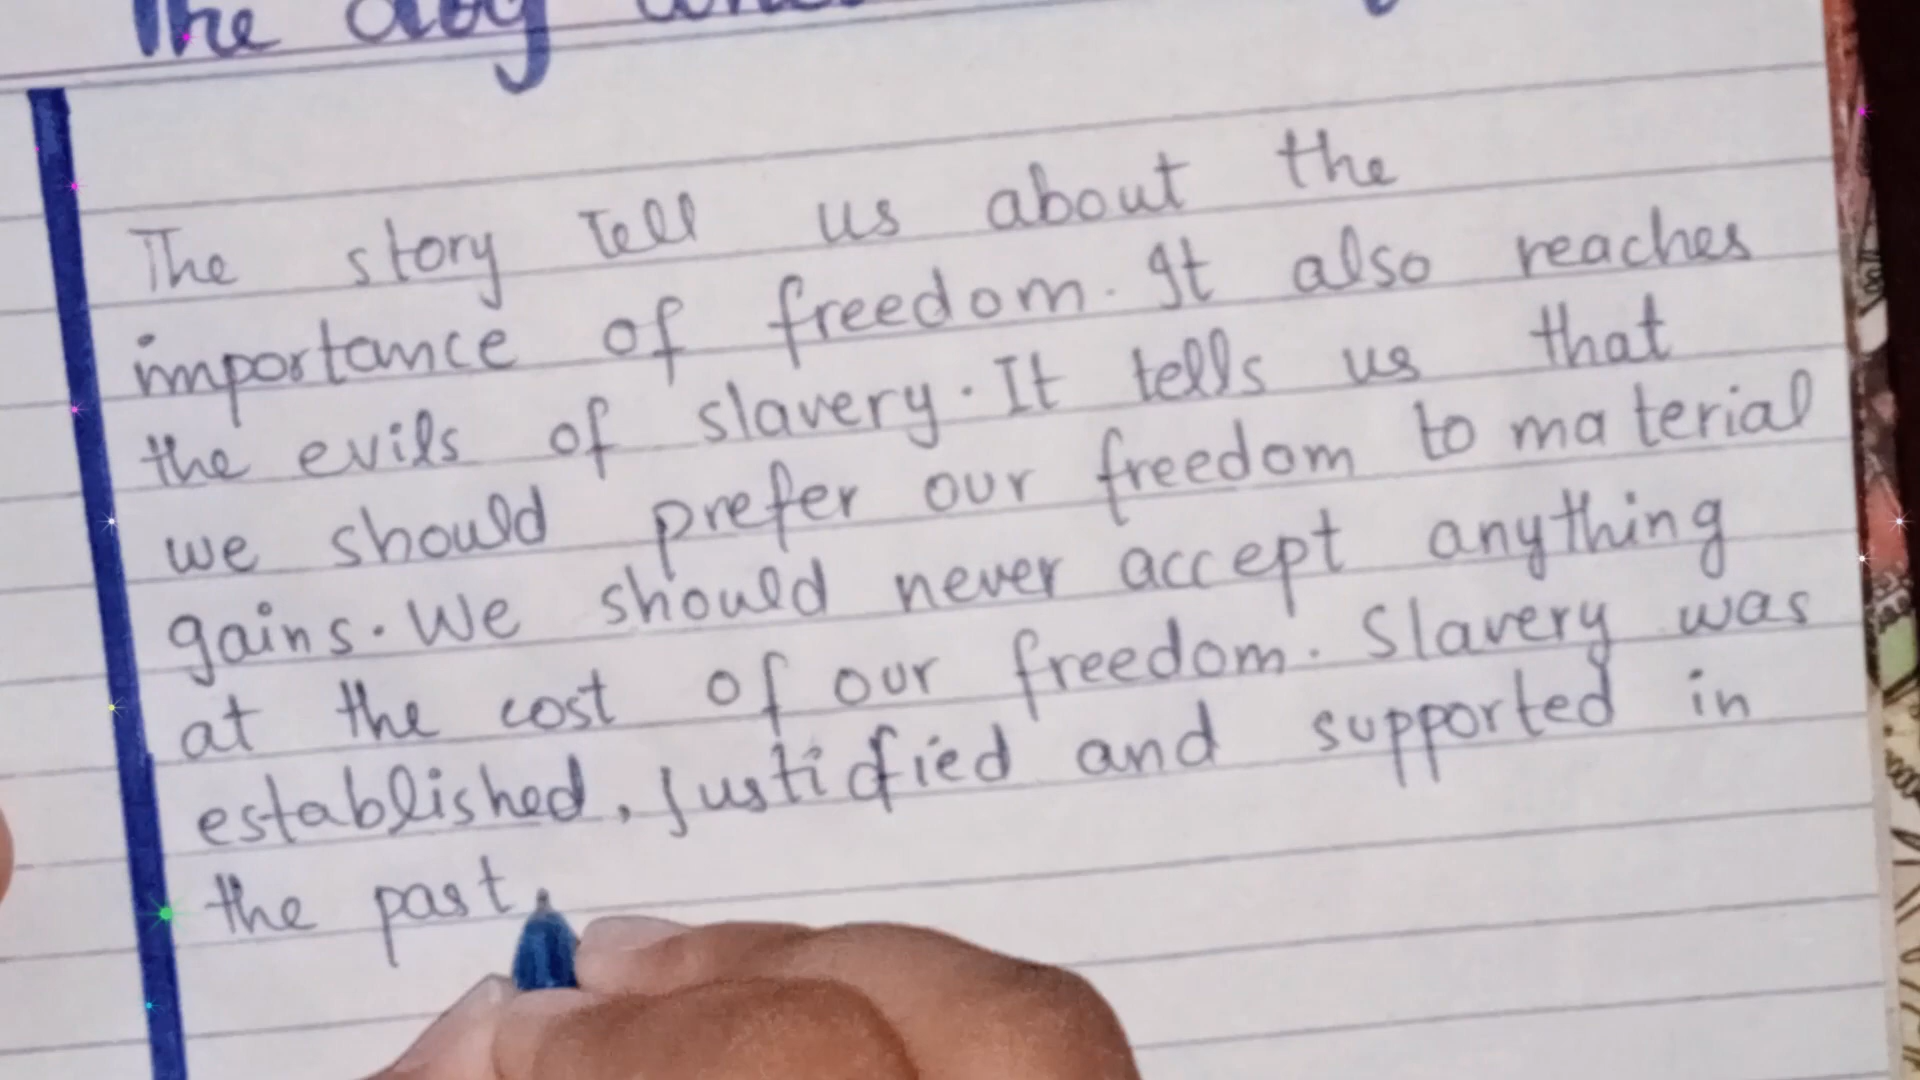 The
The story Tell us about the
importance of freedom. It also reaches
the evils of slavery. It tells us that
we should prefer our freedom to material
gains. We should never accept anything
at the cost of our freedom. Slavery was
established, justidfied and supported in
the past.